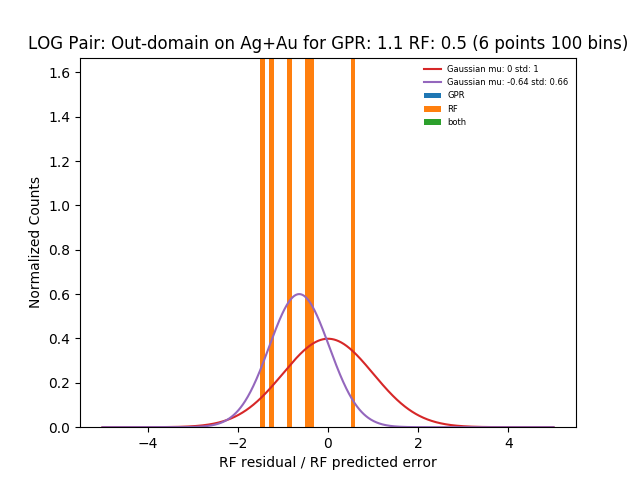 LOG Pair: Out-domain on Ag+Au for GPR: 1.1 RF: 0.5 (6 points 100 bins)
Normalized Counts
1.6
1.4
1.2
1.0
0.8
0.6
0.4
0.2
0.0
Gaussian mu: 0 std: 1
Gaussian mu: -0.64 std: 0.66
GPR
RF
both
−4 −2 0 2 4
RF residual / RF predicted error